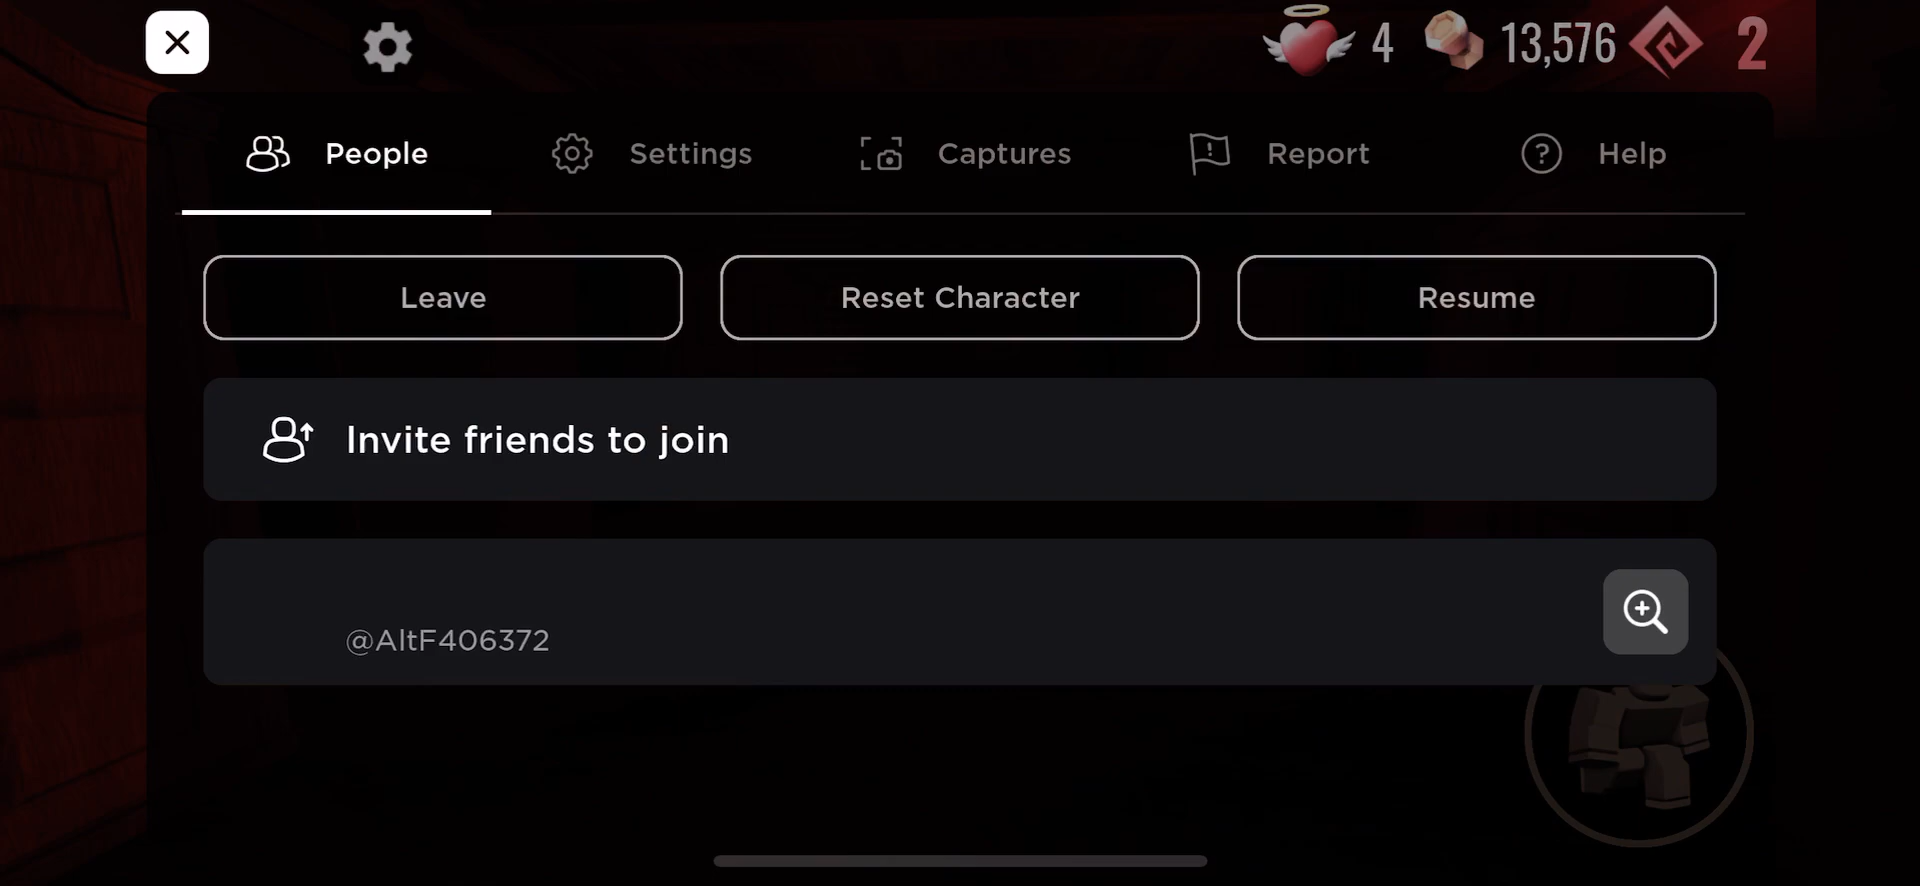 4 13,576 2
People Settings Captures Report Help
Leave Reset Character Resume
Invite friends to join
@AltF406372